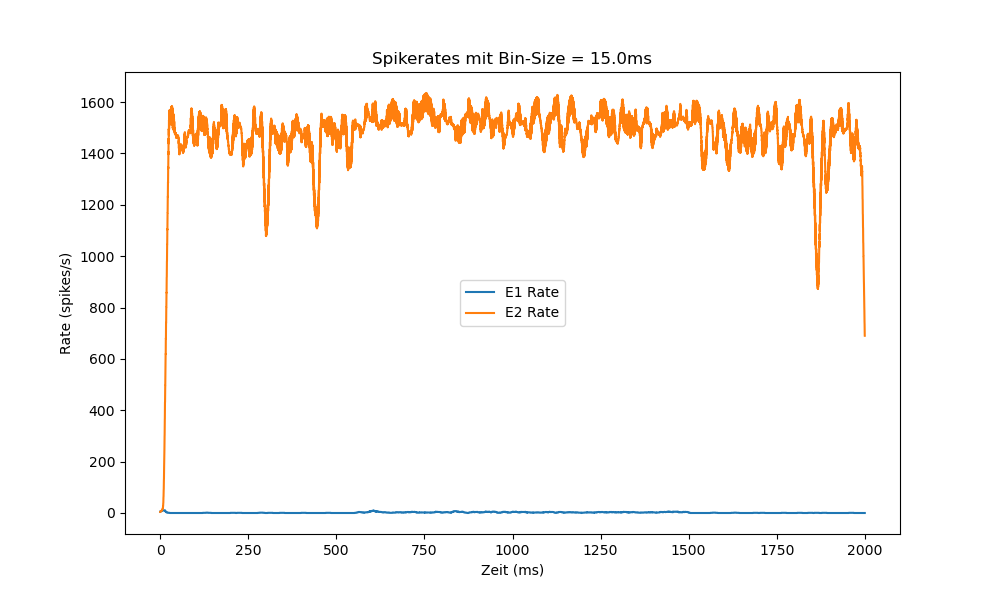 Spikerates mit Bin-Size = 15.0ms
Rate (spikes/s)
1600
1400
1200
1000
800
600
400
200
0
E1 Rate
E2 Rate
0 250 500 750 1000 1250 1500 1750 2000
Zeit (ms)